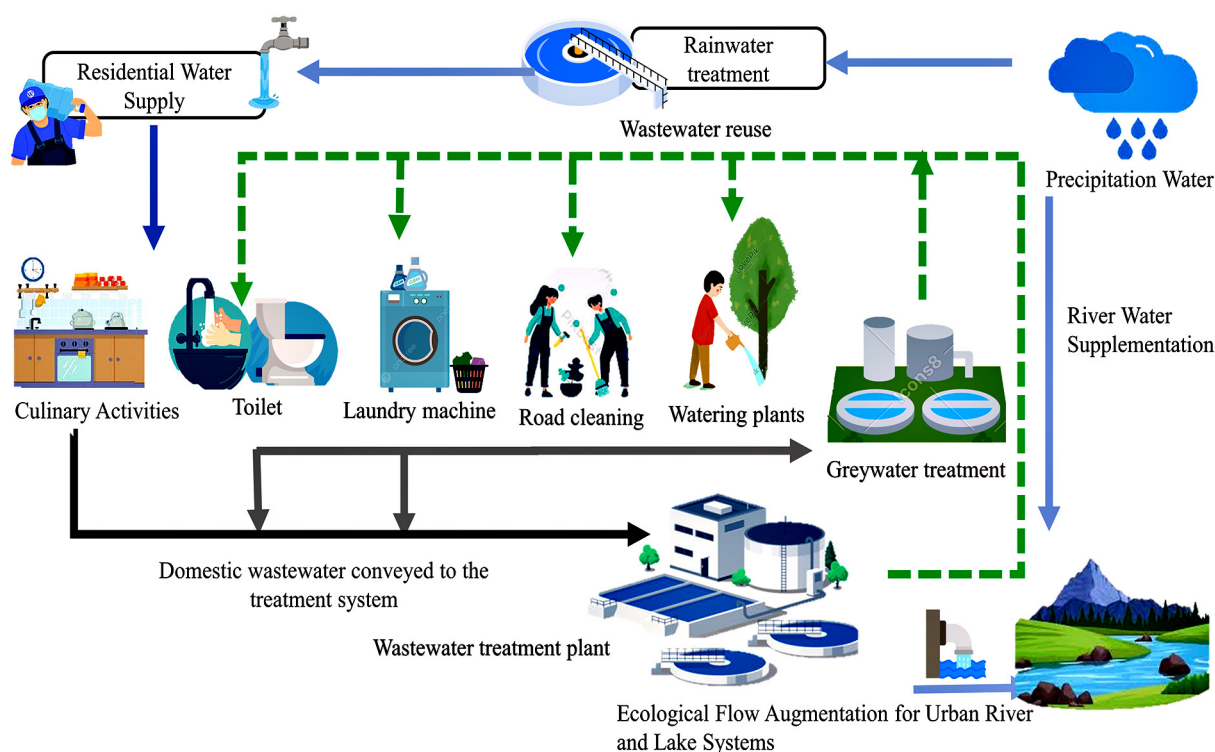 Residential Water
Supply
Rainwater
treatment
Wastewater reuse
Precipitation Water
River Water
Supplementation
Culinary Activities
Toilet
Laundry machine
Road cleaning
Watering plants
Greywater treatment
Domestic wastewater conveyed to the
treatment system
Wastewater treatment plant
Ecological Flow Augmentation for Urban River
and Lake Systems